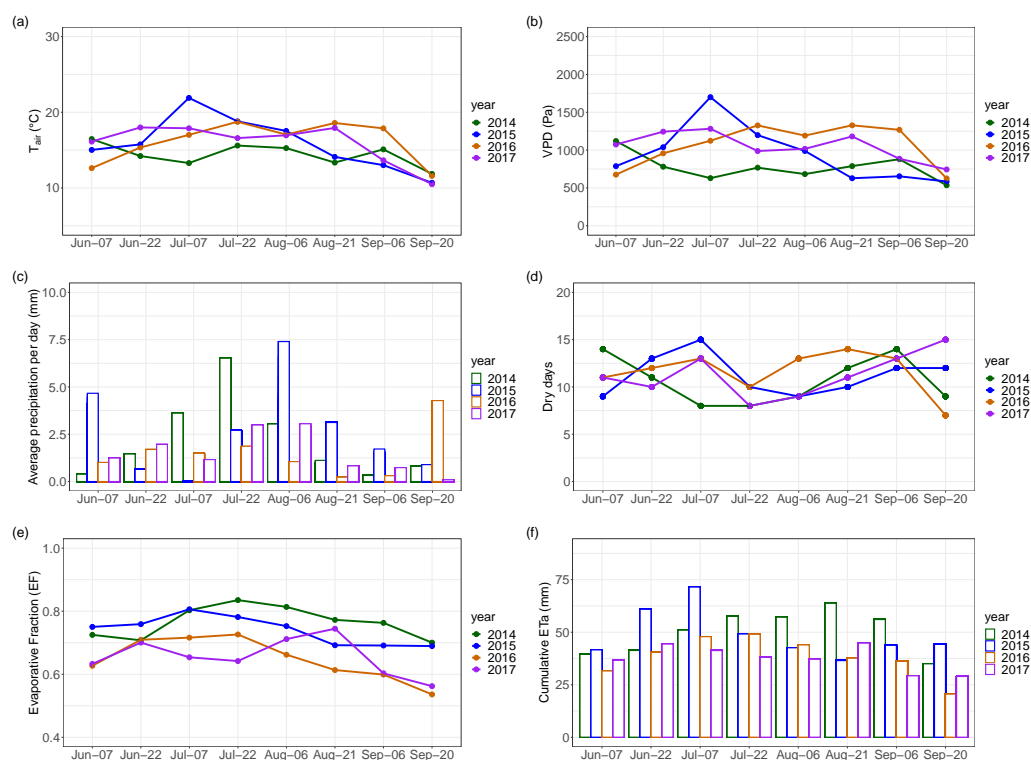 (a)
T_air (°C)
30
20
10
Jun−07 Jun−22 Jul−07 Jul−22 Aug−06 Aug−21 Sep−06 Sep−20
year
2014
2015
2016
2017
(b)
VPD (Pa)
2500
2000
1500
1000
500
0
Jun−07 Jun−22 Jul−07 Jul−22 Aug−06 Aug−21 Sep−06 Sep−20
year
2014
2015
2016
2017
(c)
Average precipitation per day (mm)
10.0
7.5
5.0
2.5
0.0
Jun−07 Jun−22 Jul−07 Jul−22 Aug−06 Aug−21 Sep−06 Sep−20
year
2014
2015
2016
2017
(d)
Dry days
20
15
10
5
0
Jun−07 Jun−22 Jul−07 Jul−22 Aug−06 Aug−21 Sep−06 Sep−20
year
2014
2015
2016
2017
(e)
Evaporative Fraction (EF)
1.0
0.8
0.6
0.4
Jun−07 Jun−22 Jul−07 Jul−22 Aug−06 Aug−21 Sep−06 Sep−20
year
2014
2015
2016
2017
(f)
Cumulative ETa (mm)
75
50
25
0
Jun−07 Jun−22 Jul−07 Jul−22 Aug−06 Aug−21 Sep−06 Sep−20
year
2014
2015
2016
2017